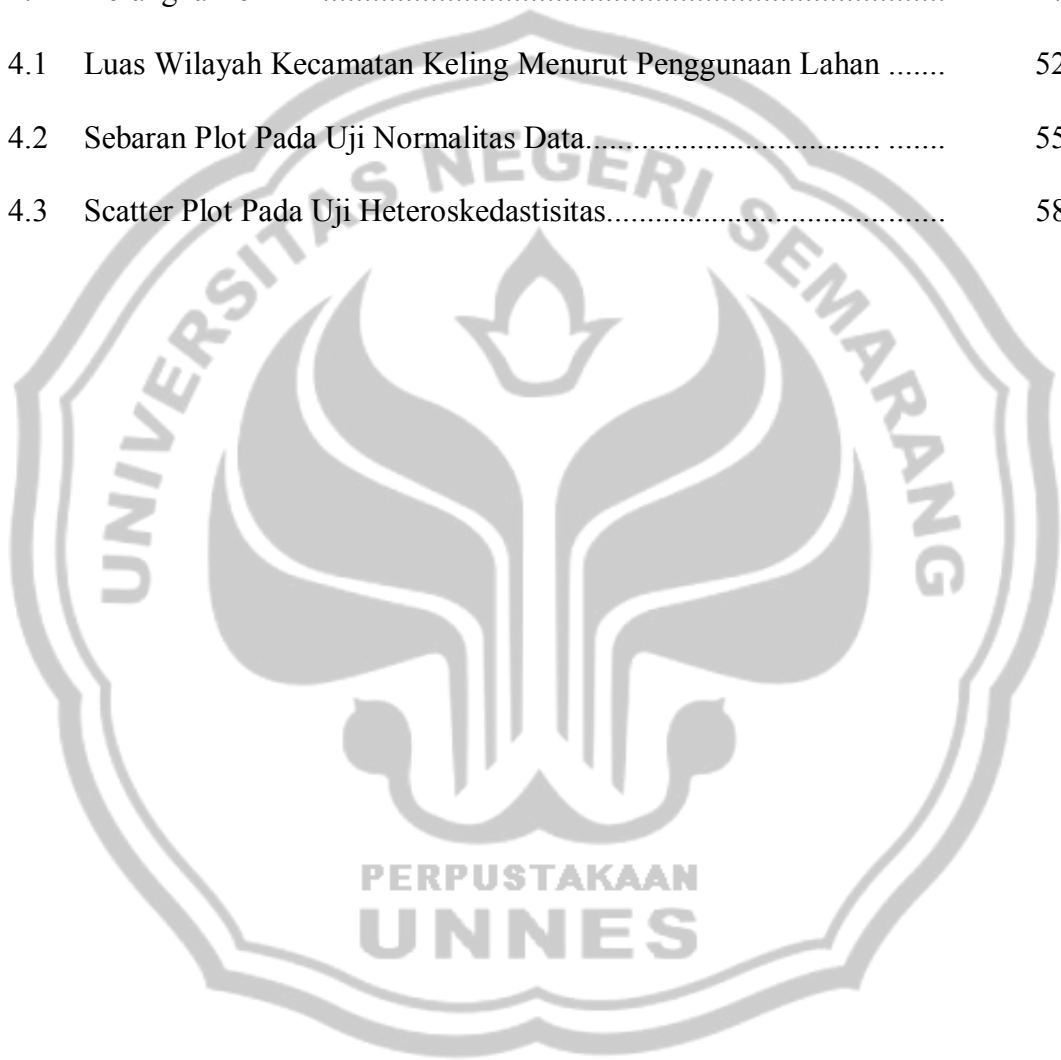 4.1 Luas Wilayah Kecamatan Keling Menurut Penggunaan Lahan ....... 52
4.2 Sebaran Plot Pada Uji Normalitas Data................................ ....... 55
4.3 Scatter Plot Pada Uji Heteroskedastisitas....................................... 58
UNIVERSITAS NEGERI SEMARANG
PERPUSTAKAAN
UNNES